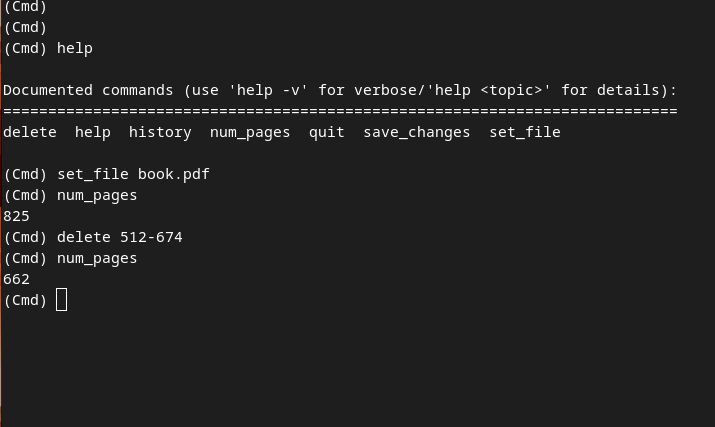 (Cmd)
(Cmd)
(Cmd) help
Documented commands (use 'help -v' for verbose/'help <topic>' for details):
===========================================================================
delete  help  history  num_pages  quit  save_changes  set_file
(Cmd) set_file book.pdf
(Cmd) num_pages
825
(Cmd) delete 512-674
(Cmd) num_pages
662
(Cmd)